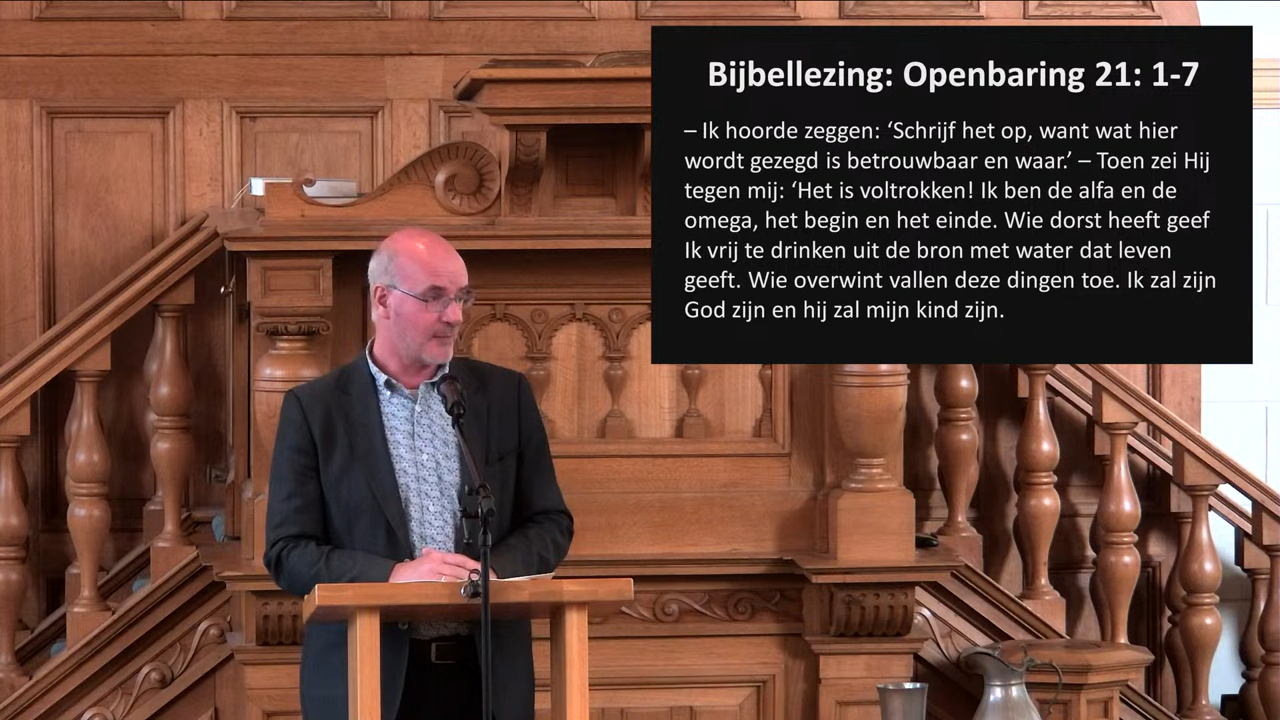 Bijbellezing: Openbaring 21: 1-7
– Ik hoorde zeggen: ‘Schrijf het op, want wat hier
wordt gezegd is betrouwbaar en waar.’ – Toen zei Hij
tegen mij: ‘Het is voltrokken! Ik ben de alfa en de
omega, het begin en het einde. Wie dorst heeft geef
Ik vrij te drinken uit de bron met water dat leven
geeft. Wie overwint vallen deze dingen toe. Ik zal zijn
God zijn en hij zal mijn kind zijn.